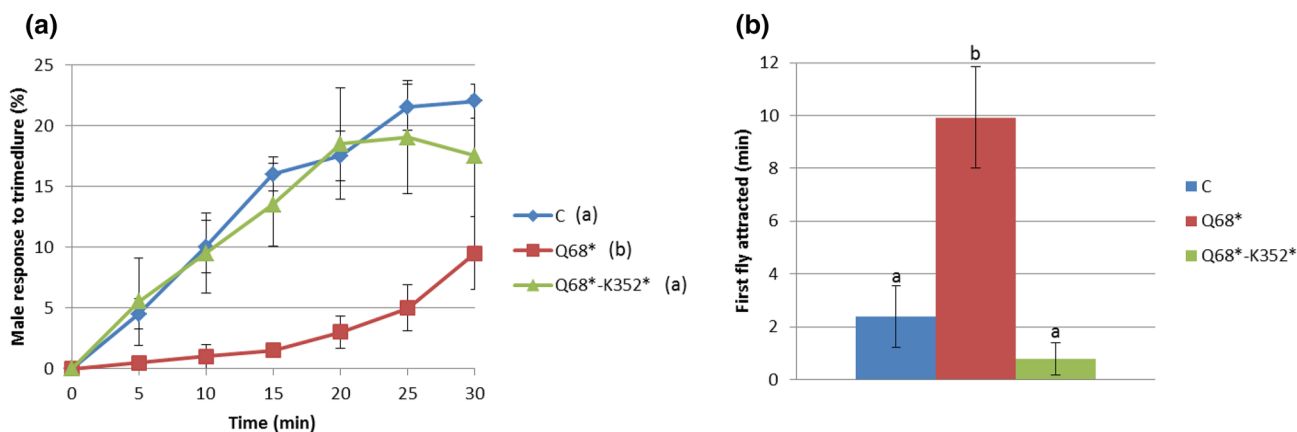 (a)
Male response to trimedlure (%)
25
20
15
10
5
0
0 5 10 15 20 25 30
Time (min)
C (a)
Q68* (b)
Q68*-K352* (a)
(b)
First fly attracted (min)
12
10
8
6
4
2
0
a
b
a
C
Q68*
Q68*-K352*